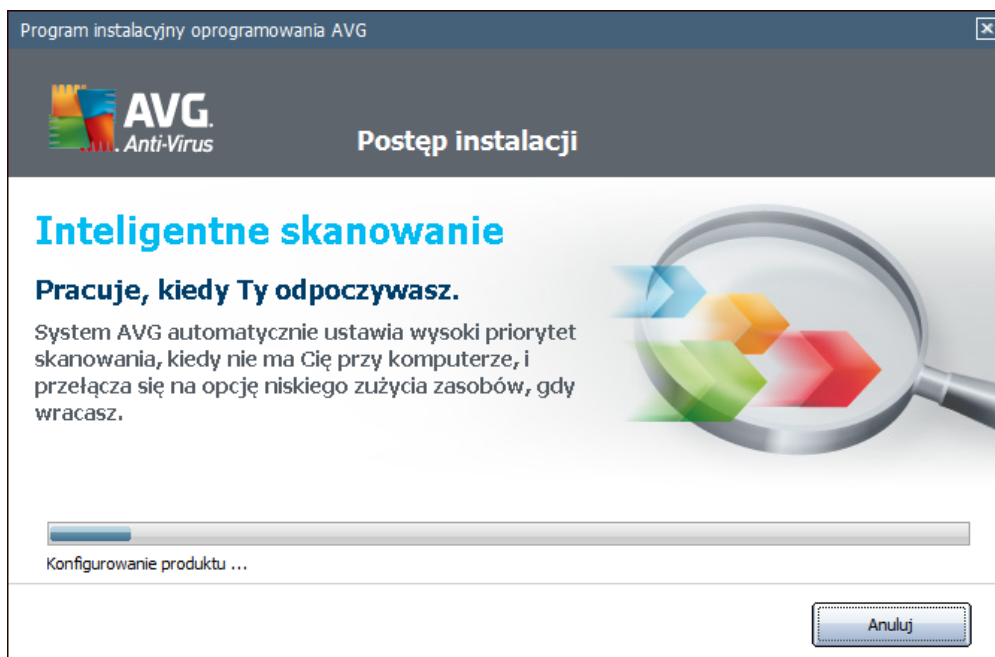 Program instalacyjny oprogramowania AVG
AVG.
Anti-Virus
Postęp instalacji
Inteligentne skanowanie
Pracuje, kiedy Ty odpoczywasz.
System AVG automatycznie ustawia wysoki priorytet
skanowania, kiedy nie ma Cię przy komputerze, i
przełącza się na opcję niskiego zużycia zasobów, gdy
wracasz.
Konfigurowanie produktu ...
Anuluj